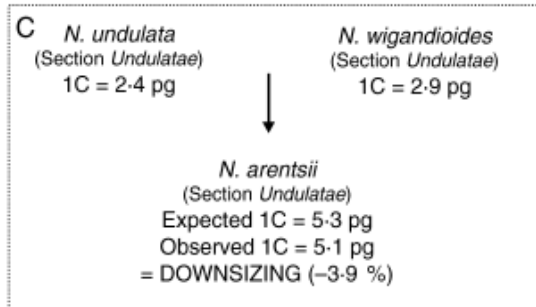 C
N. undulata
(Section Undulatae)
1C = 2·4 pg
N. wigandioides
(Section Undulatae)
1C = 2·9 pg
N. arentsii
(Section Undulatae)
Expected 1C = 5·3 pg
Observed 1C = 5·1 pg
= DOWNSIZING (–3·9 %)